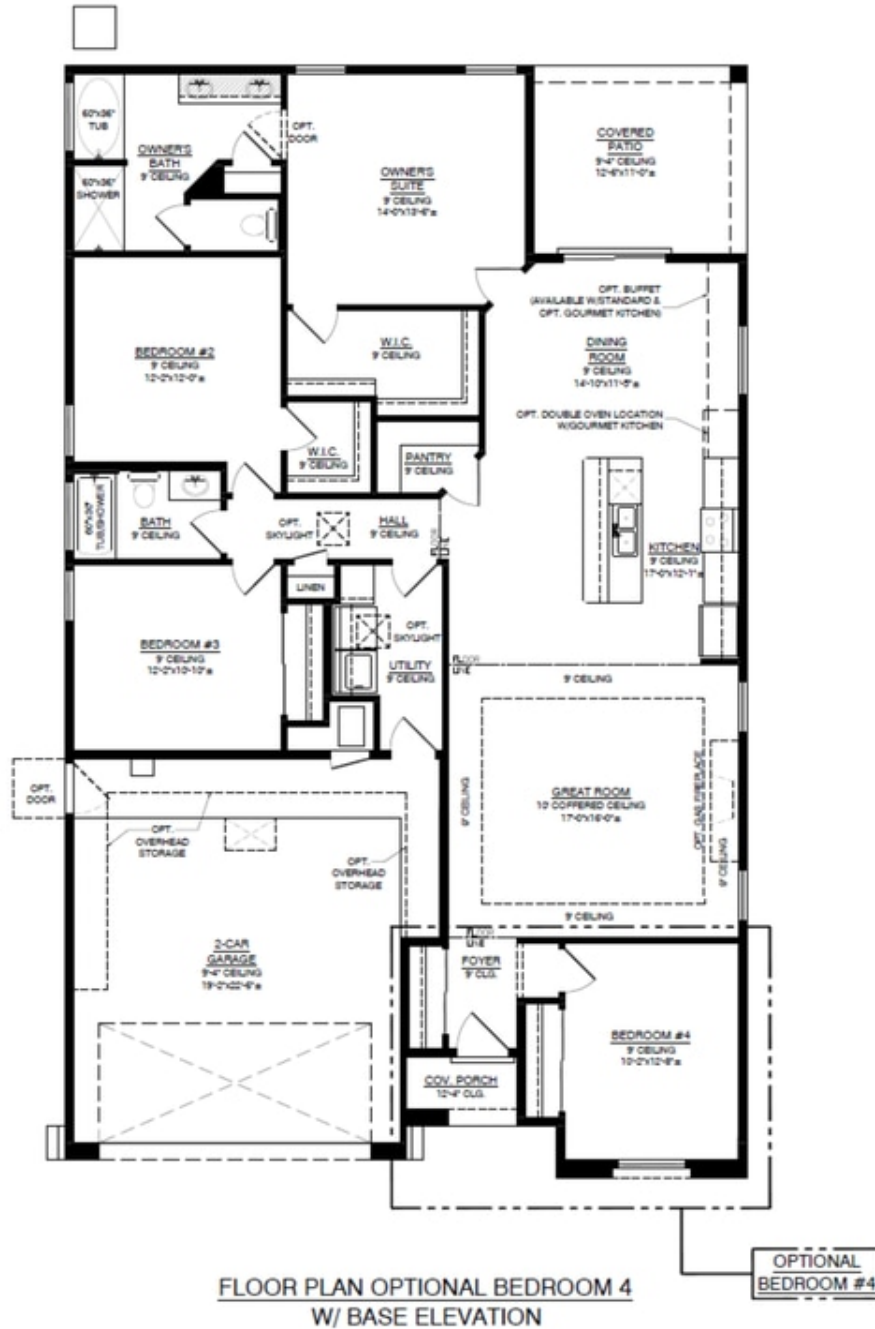 60"x36"
TUB
OWNER'S
BATH
9' CEILING
60"x36"
SHOWER
OPT.
DOOR
OWNER'S
SUITE
9' CEILING
14'-0"x13'-6"±
COVERED
PATIO
9'-4" CEILING
12'-6"x11'-0"±
OPT. BUFFET
(AVAILABLE W/STANDARD &
OPT. GOURMET KITCHEN)
BEDROOM #2
9' CEILING
12'-2"x12'-0"±
W.I.C.
9' CEILING
DINING
ROOM
9' CEILING
14'-10"x11'-5"±
OPT. DOUBLE OVEN LOCATION
W/GOURMET KITCHEN
W.I.C.
9' CEILING
PANTRY
9' CEILING
60"x30"
TUB/SHOWER
BATH
9' CEILING
OPT.
SKYLIGHT
HALL
9' CEILING
FLOOR
LINE
KITCHEN
9' CEILING
17'-0"x12'-1"±
LINEN
BEDROOM #3
9' CEILING
12'-2"x10'-10"±
OPT.
SKYLIGHT
UTILITY
9' CEILING
FLOOR
LINE
9' CEILING
OPT.
DOOR
OPT.
OVERHEAD
STORAGE
OPT.
OVERHEAD
STORAGE
9' CEILING
GREAT ROOM
10' COFFERED CEILING
17'-0"x16'-0"±
OPT. GAS FIREPLACE
9' CEILING
9' CEILING
2-CAR
GARAGE
9'-4" CEILING
19'-2"x22'-6"±
FLOOR
LINE
FOYER
9' CLG.
BEDROOM #4
9' CEILING
10'-2"x12'-8"±
COV. PORCH
12'-4" CLG.
OPTIONAL
BEDROOM #4
FLOOR PLAN OPTIONAL BEDROOM 4
W/ BASE ELEVATION